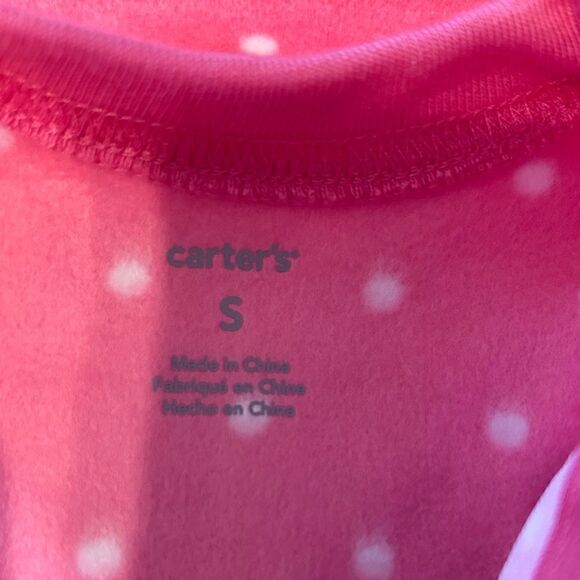 carter's®
S
Made in China
Fabriqué en Chine
Hecho en China